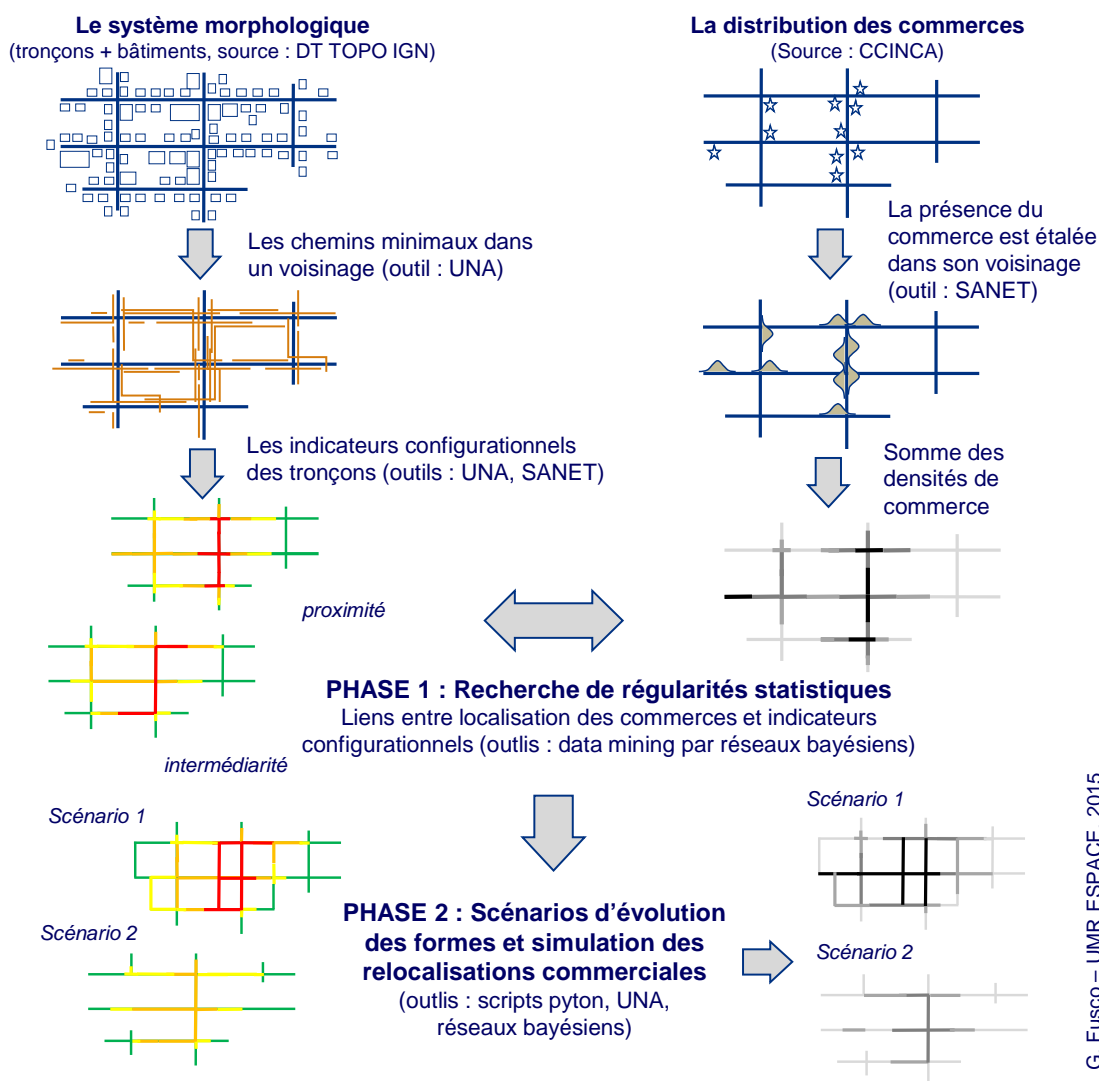 Le système morphologique
(tronçons + bâtiments, source : DT TOPO IGN)
La distribution des commerces
(Source : CCINCA)
Les chemins minimaux dans
un voisinage (outil : UNA)
La présence du
commerce est étalée
dans son voisinage
(outil : SANET)
Les indicateurs configurationnels
des tronçons (outils : UNA, SANET)
Somme des
densités de
commerce
proximité
PHASE 1 : Recherche de régularités statistiques
Liens entre localisation des commerces et indicateurs
configurationnels (outlis : data mining par réseaux bayésiens)
intermédiarité
Scénario 1
Scénario 2
PHASE 2 : Scénarios d’évolution
des formes et simulation des
relocalisations commerciales
(outlis : scripts pyton, UNA,
réseaux bayésiens)
Scénario 1
Scénario 2
G. Fusco – UMR ESPACE, 2015